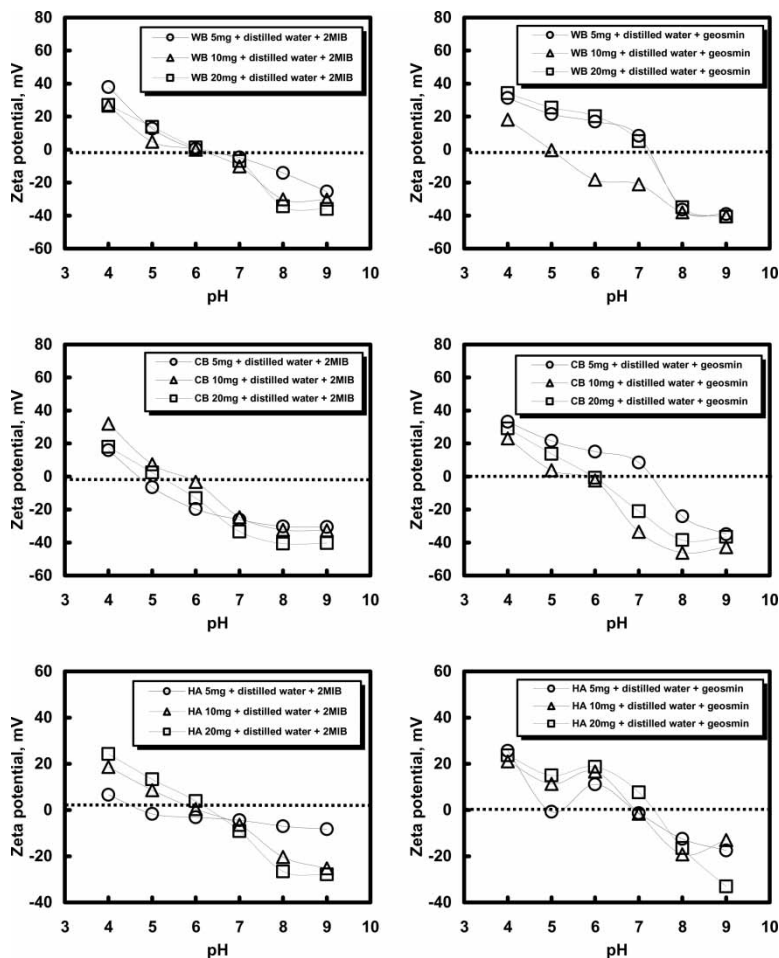 80
60
40
20
0
-20
-40
-60
Zeta potential, mV
WB 5mg + distilled water + 2MIB
WB 10mg + distilled water + 2MIB
WB 20mg + distilled water + 2MIB
3 4 5 6 7 8 9 10
pH
80
60
40
20
0
-20
-40
-60
Zeta potential, mV
WB 5mg + distilled water + geosmin
WB 10mg + distilled water + geosmin
WB 20mg + distilled water + geosmin
3 4 5 6 7 8 9 10
pH
80
60
40
20
0
-20
-40
-60
Zeta potential, mV
CB 5mg + distilled water + 2MIB
CB 10mg + distilled water + 2MIB
CB 20mg + distilled water + 2MIB
3 4 5 6 7 8 9 10
pH
80
60
40
20
0
-20
-40
-60
Zeta potential, mV
CB 5mg + distilled water + geosmin
CB 10mg + distilled water + geosmin
CB 20mg + distilled water + geosmin
3 4 5 6 7 8 9 10
pH
60
40
20
0
-20
-40
Zeta potential, mV
HA 5mg + distilled water + 2MIB
HA 10mg + distilled water + 2MIB
HA 20mg + distilled water + 2MIB
3 4 5 6 7 8 9 10
pH
60
40
20
0
-20
-40
Zeta potential, mV
HA 5mg + distilled water + geosmin
HA 10mg + distilled water + geosmin
HA 20mg + distilled water + geosmin
3 4 5 6 7 8 9 10
pH